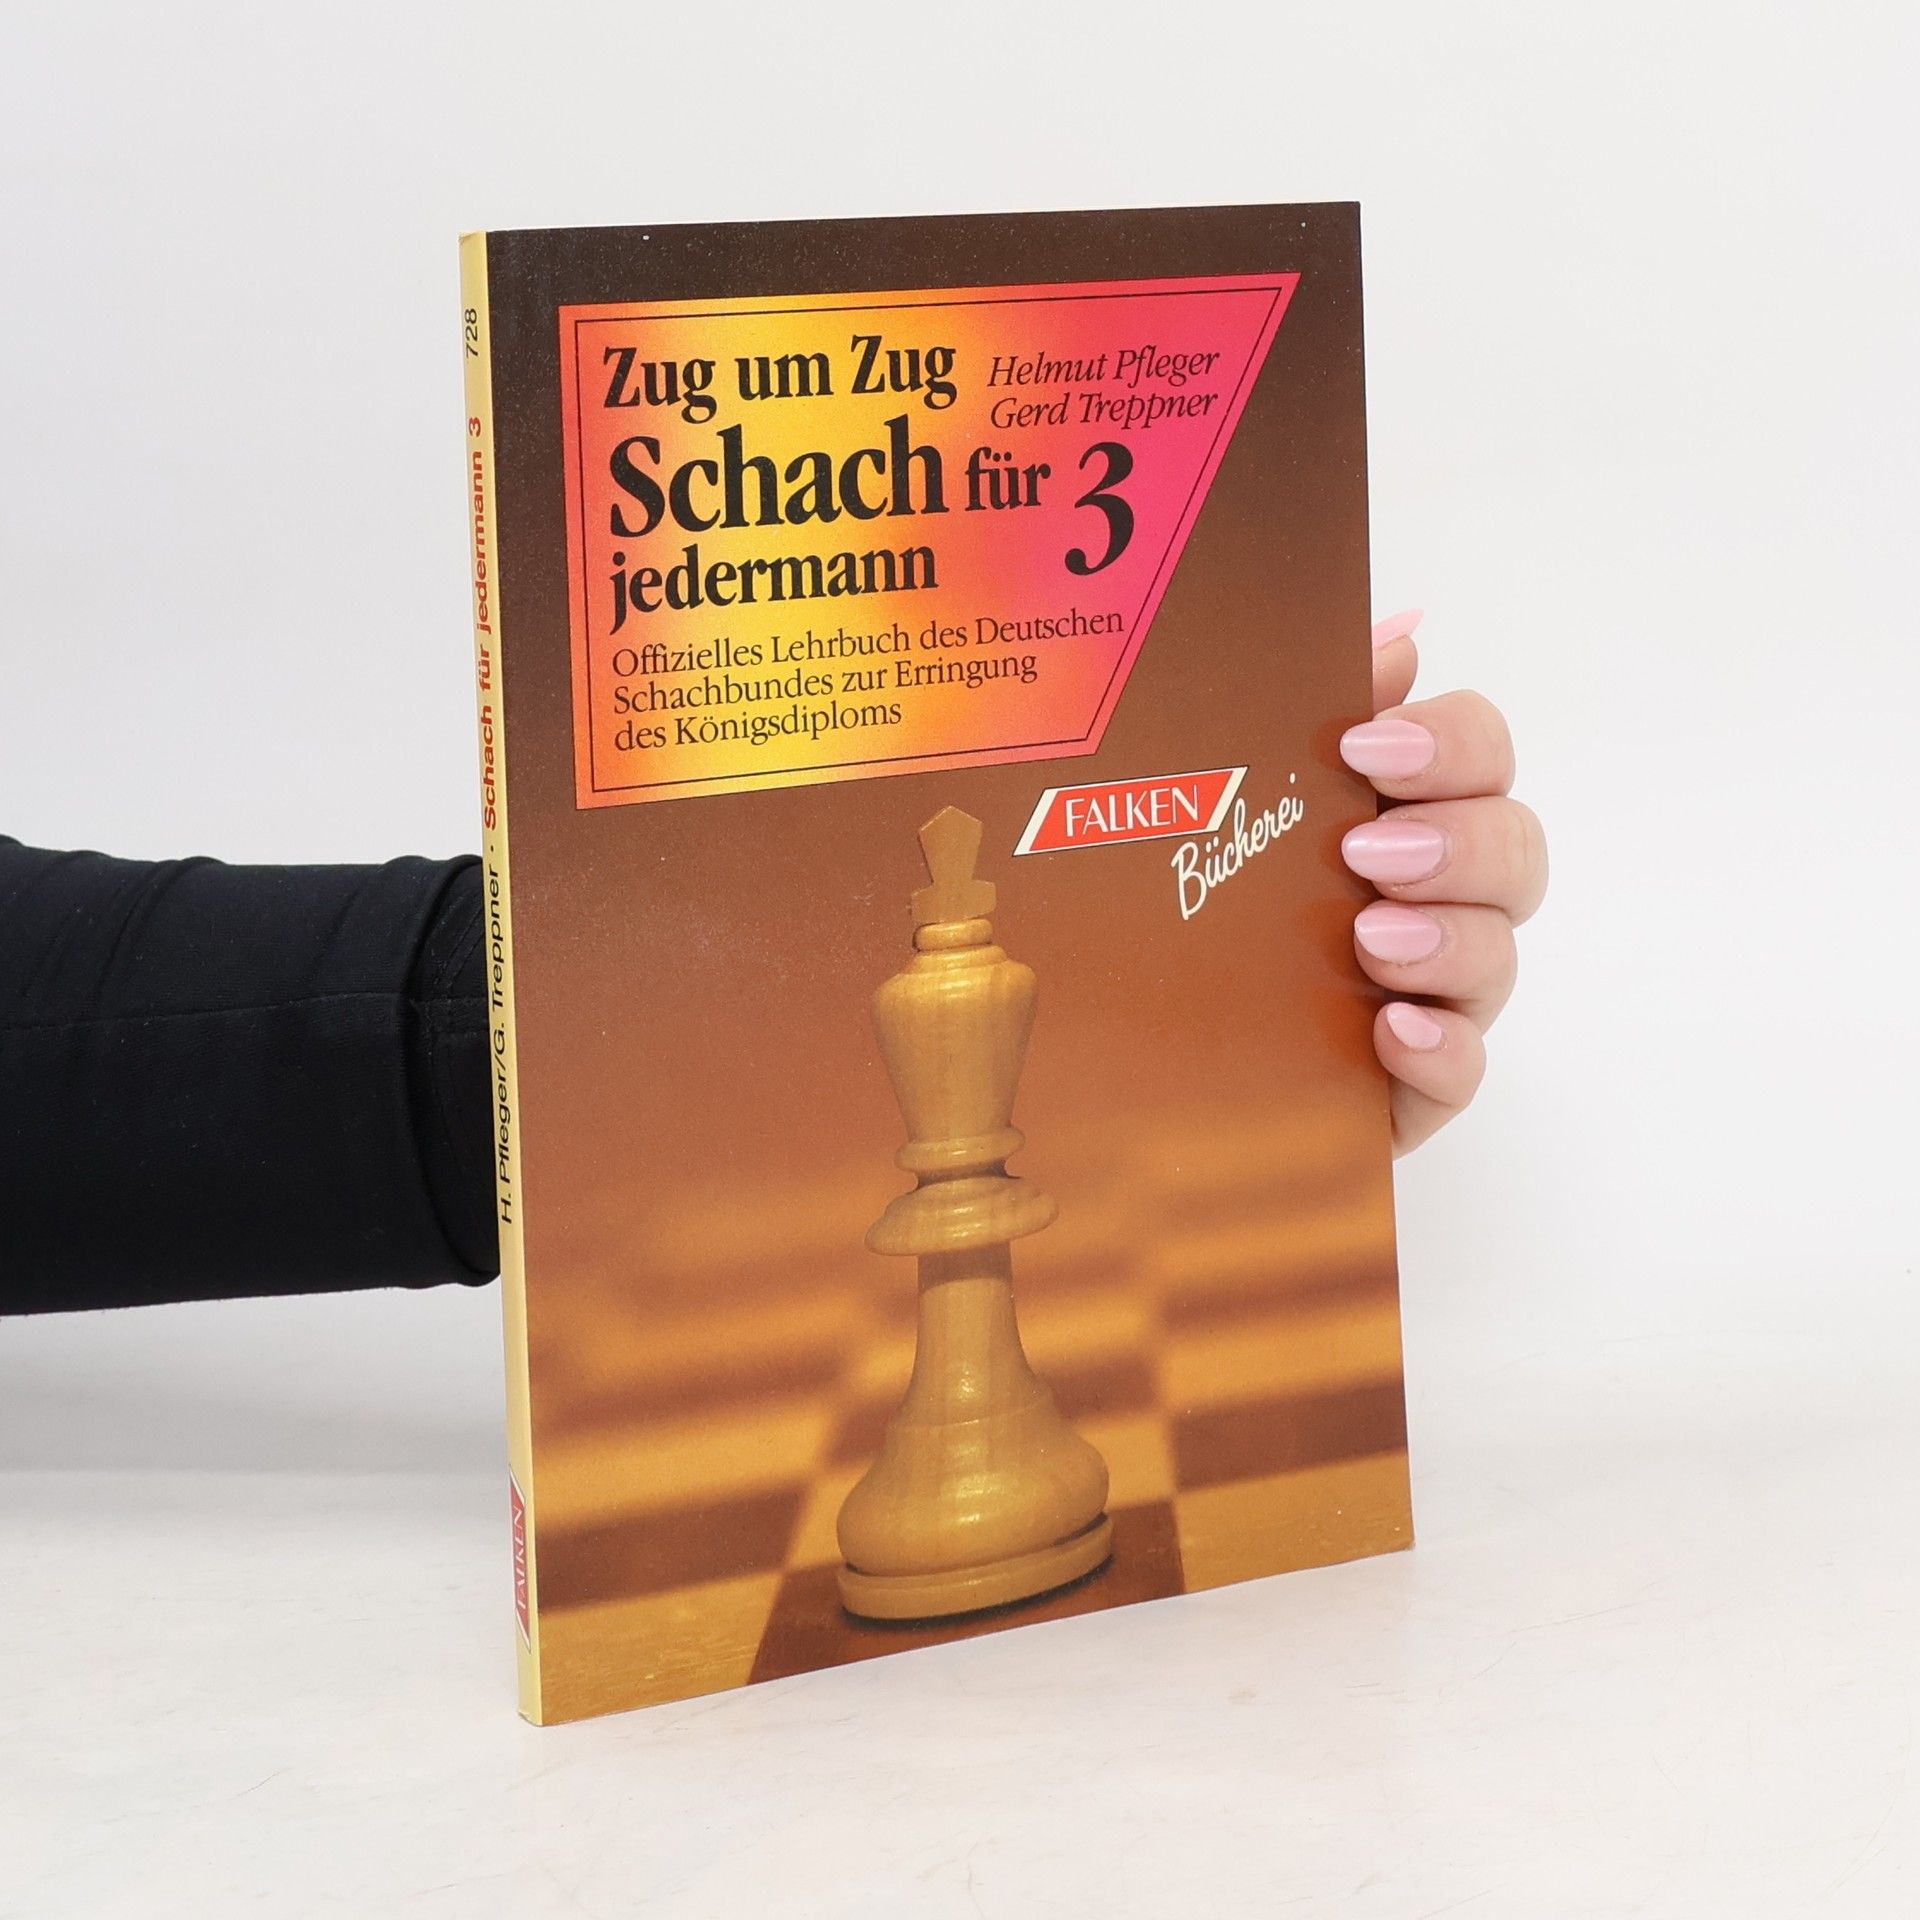 Zug um Zug
Helmut Pfleger
Gerd Treppner
Schach für 3
jedermann
Offizielles Lehrbuch des Deutschen
Schachbundes zur Erringung
des Königsdiploms
FALKEN
Bücherei
H. Pfleger/G. Treppner · Schach für jedermann 3 728
FALKEN